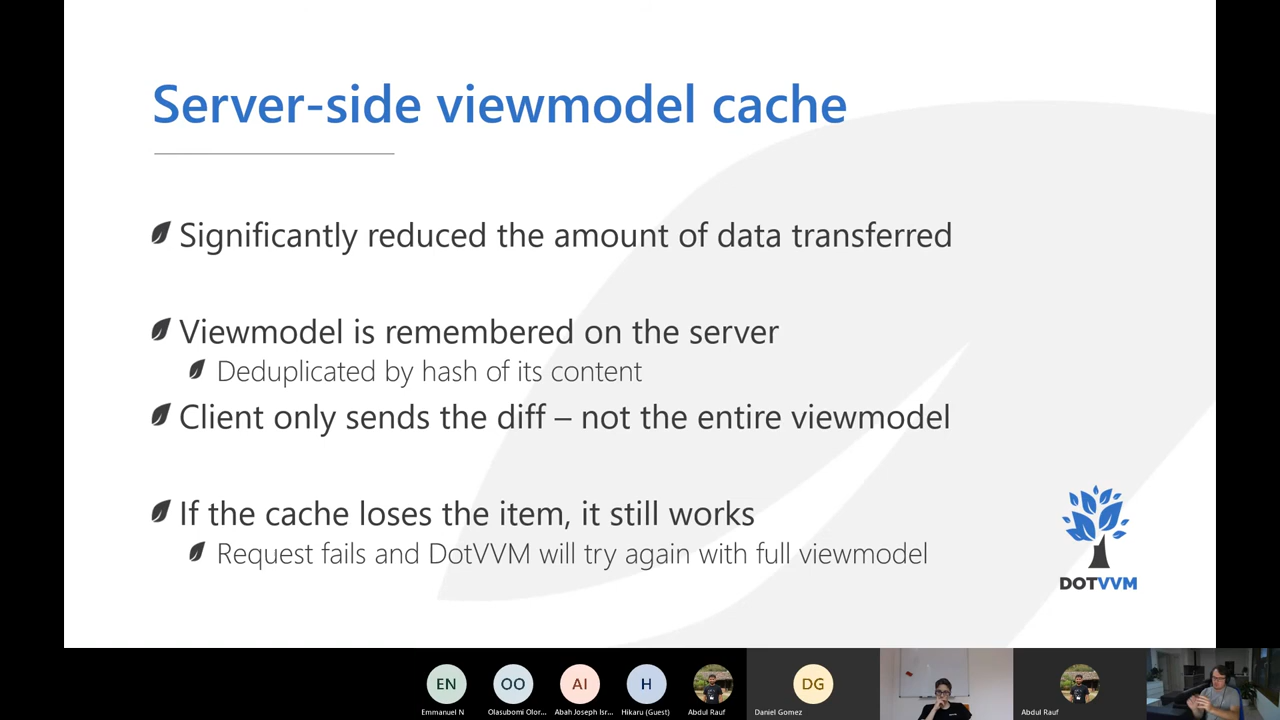 Server-side viewmodel cache
Significantly reduced the amount of data transferred
Viewmodel is remembered on the server
Deduplicated by hash of its content
Client only sends the diff – not the entire viewmodel
If the cache loses the item, it still works
Request fails and DotVVM will try again with full viewmodel
DOTVVM
EN
OO
AI
H
DG
Emmanuel N
Olasubomi Olor...
Abah Joseph Isr...
Hikaru (Guest)
Abdul Rauf
Daniel Gomez
Abdul Rauf